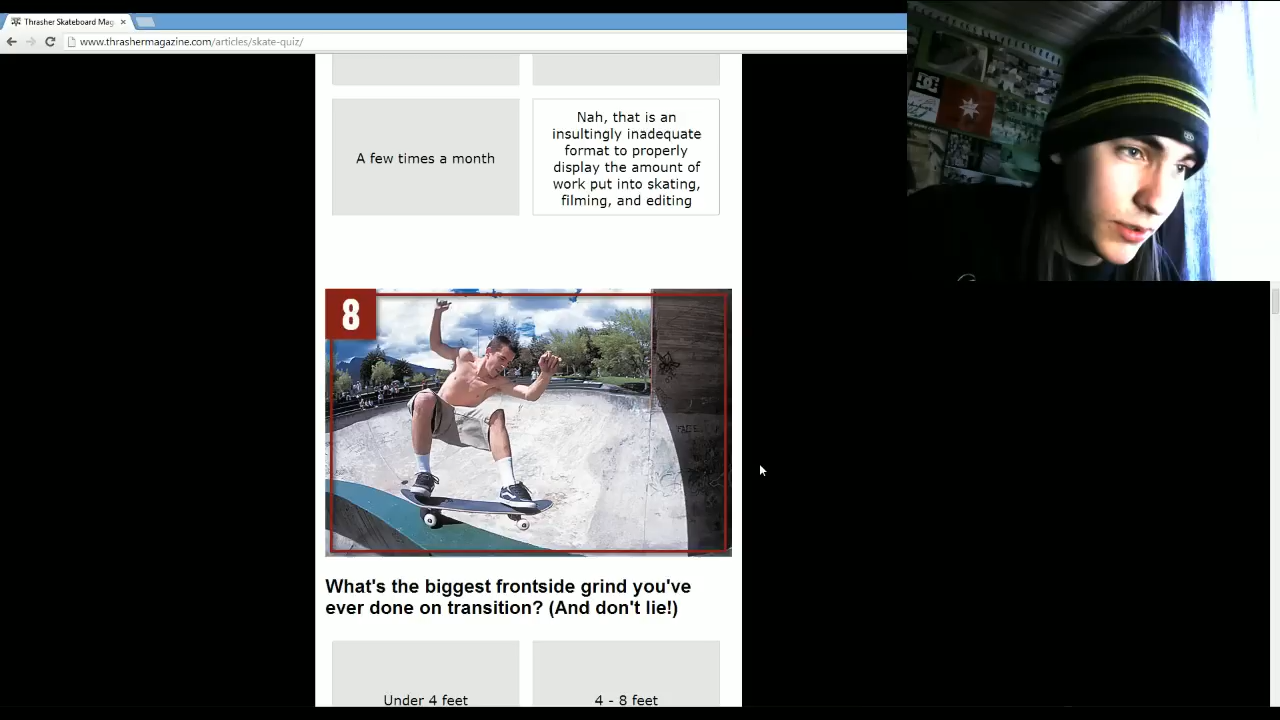 Thrasher Skateboard Mag
www.thrashermagazine.com/articles/skate-quiz/
A few times a month
Nah, that is an
insultingly inadequate
format to properly
display the amount of
work put into skating,
filming, and editing
8
What's the biggest frontside grind you've
ever done on transition? (And don't lie!)
Under 4 feet
4 - 8 feet
DC